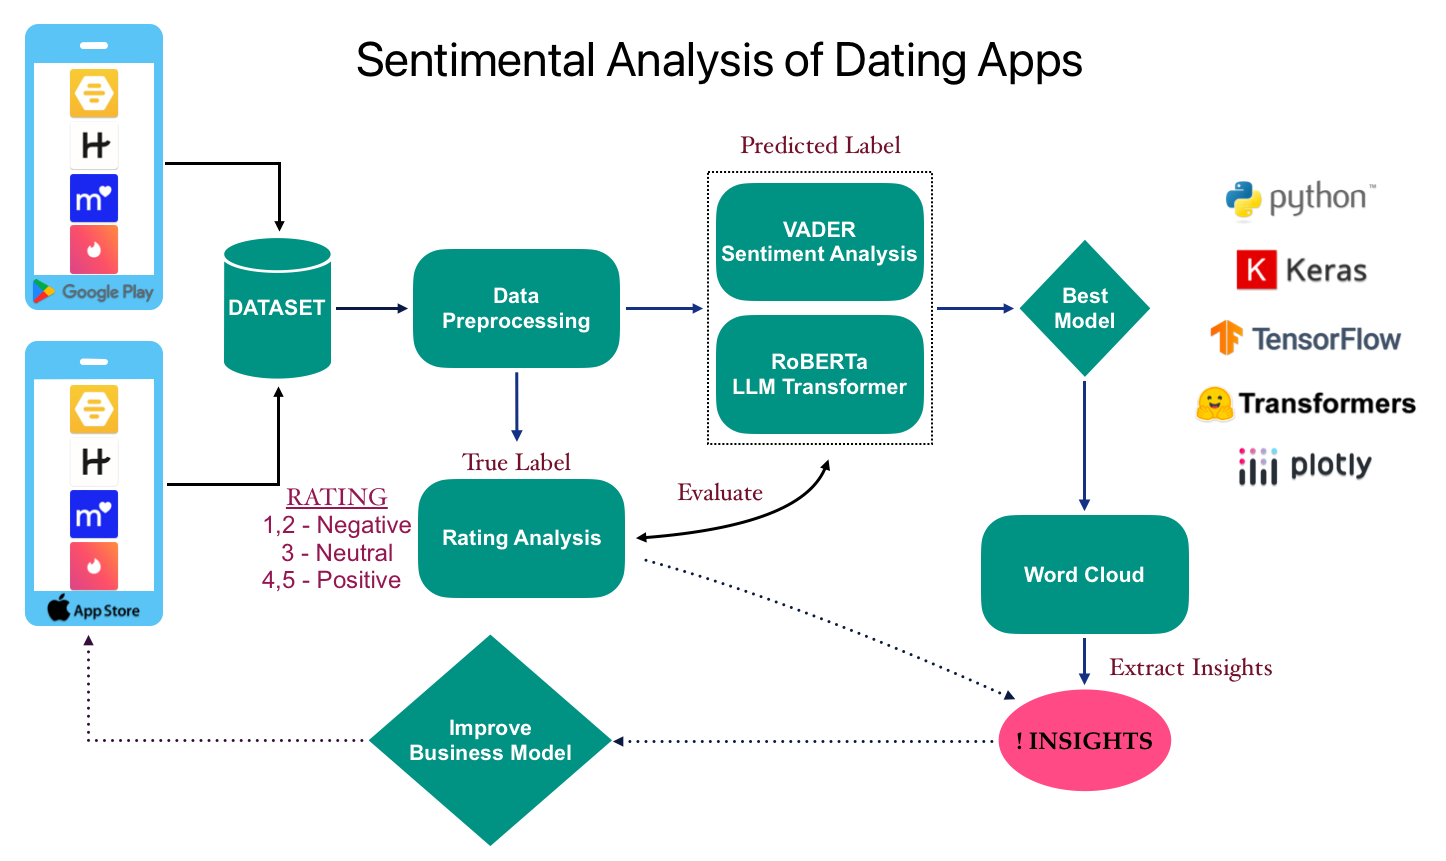 Sentimental Analysis of Dating Apps
H
m
Google Play
H
m
App Store
DATASET
Data
Preprocessing
Predicted Label
VADER
Sentiment Analysis
RoBERTa
LLM Transformer
Best
Model
True Label
RATING
1,2 - Negative
3 - Neutral
4,5 - Positive
Rating Analysis
Evaluate
Word Cloud
Extract Insights
! INSIGHTS
Improve
Business Model
python™
K Keras
TensorFlow
Transformers
plotly